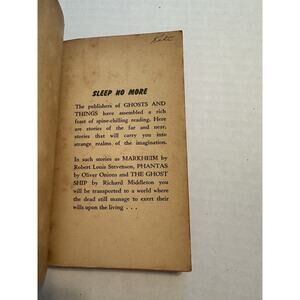 SLEEP NO MORE
The publishers of GHOSTS AND
THINGS have assembled a rich
feast of spine-chilling reading. Here
are stories of the far and near,
stories that will carry you into
strange realms of the imagination.
In such stories as MARKHEIM by
Robert Louis Stevenson, PHANTAS
by Oliver Onions and THE GHOST
SHIP by Richard Middleton you
will be transported to a world where
the dead still manage to exert their
wills upon the living . . .